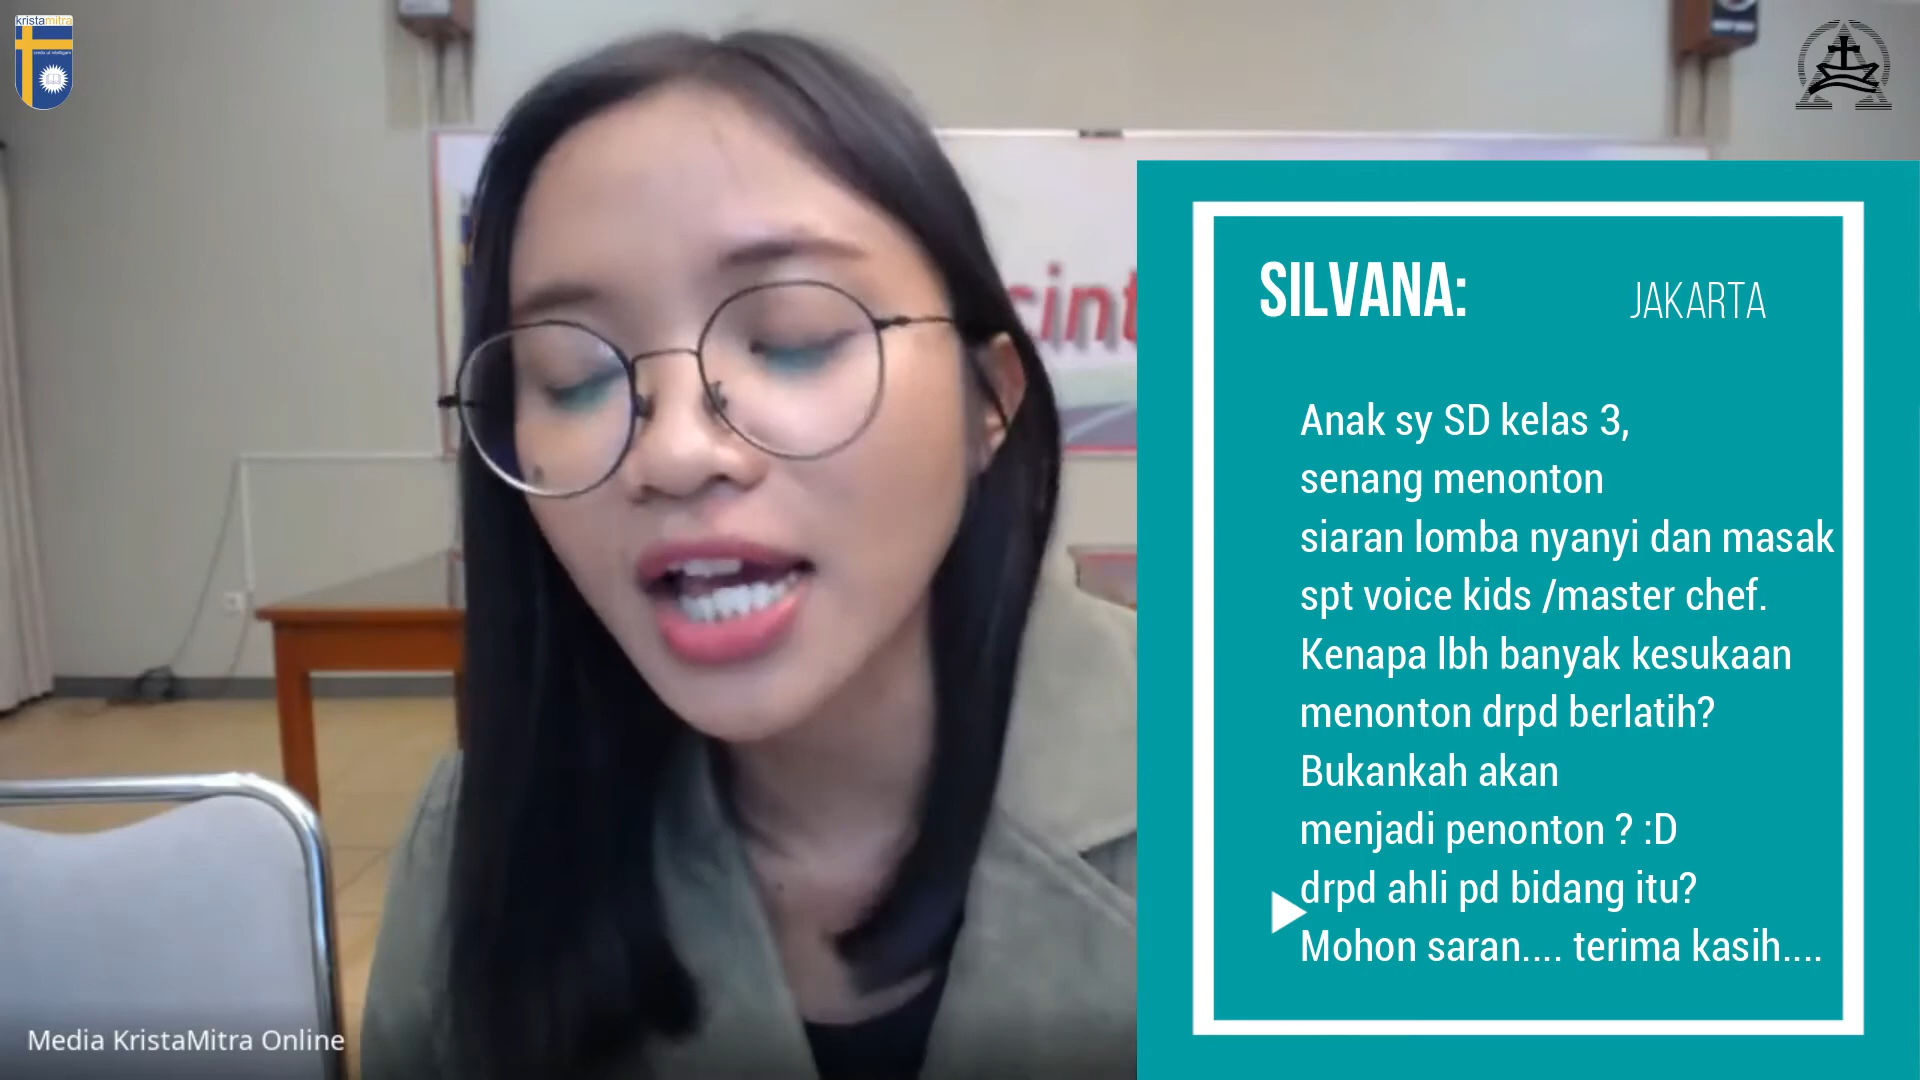 kristamitra
cint
SILVANA:
JAKARTA
Anak sy SD kelas 3,
senang menonton
siaran lomba nyanyi dan masak
spt voice kids /master chef.
Kenapa lbh banyak kesukaan
menonton drpd berlatih?
Bukankah akan
menjadi penonton ? :D
drpd ahli pd bidang itu?
Mohon saran.... terima kasih....
Media KristaMitra Online